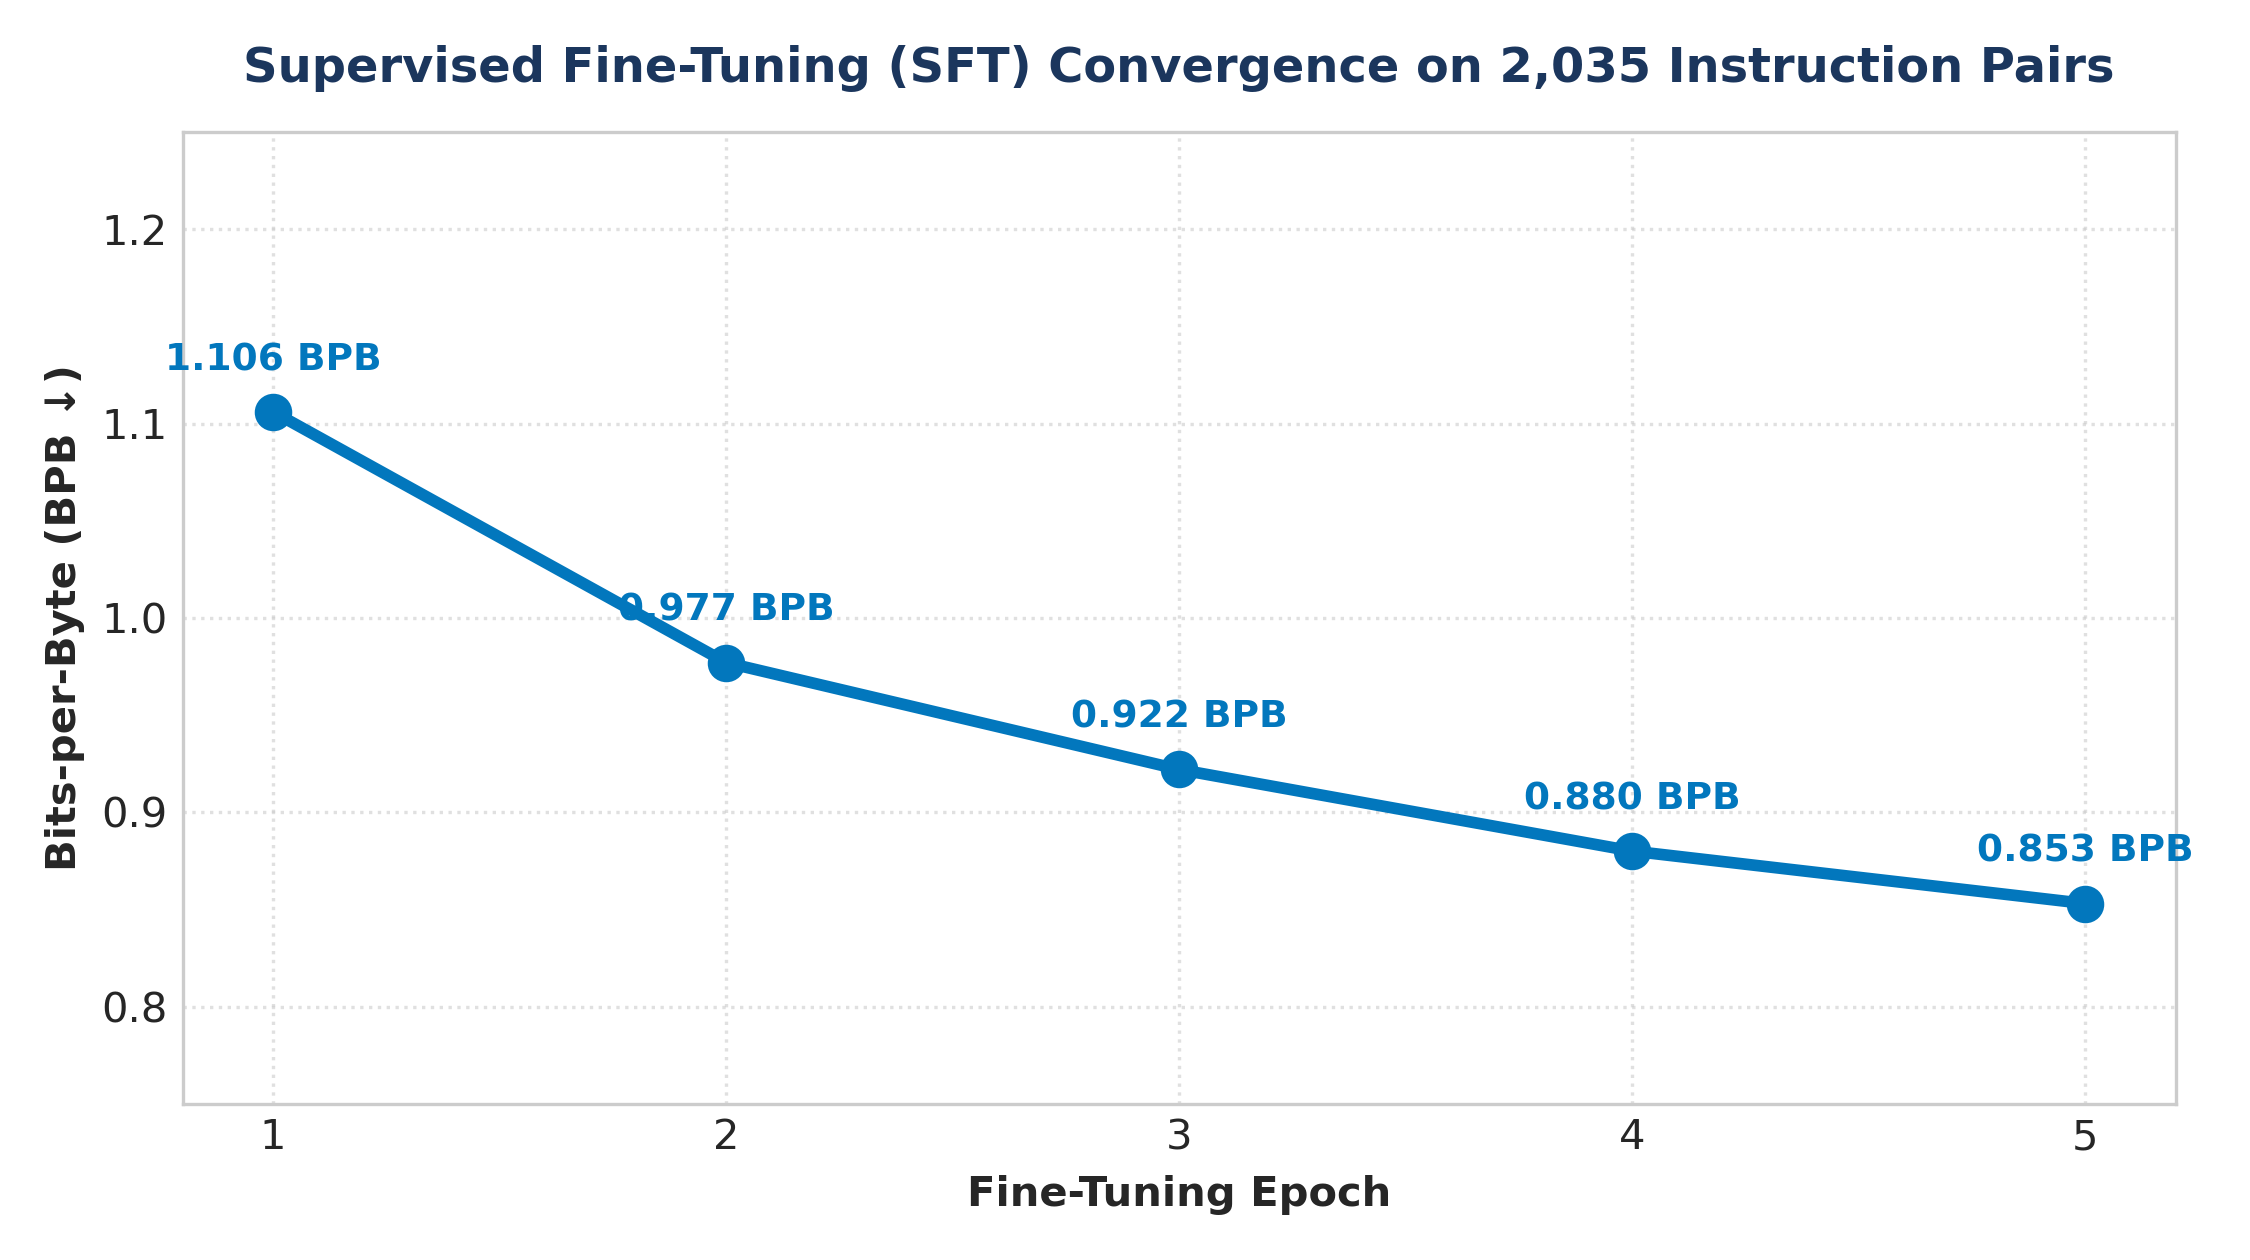 Supervised Fine-Tuning (SFT) Convergence on 2,035 Instruction Pairs
Bits-per-Byte (BPB ↓)
1.2
1.1
1.0
0.9
0.8
1.106 BPB
0.977 BPB
0.922 BPB
0.880 BPB
0.853 BPB
1 2 3 4 5
Fine-Tuning Epoch